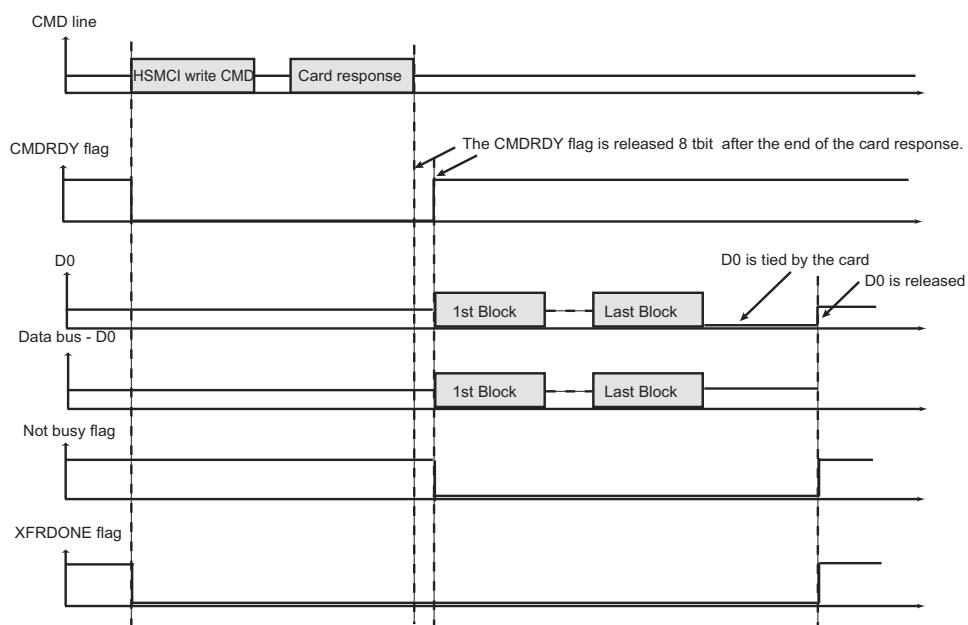 CMD line
HSMCI write CMD
Card response
CMDRDY flag
The CMDRDY flag is released 8 tbit after the end of the card response.
D0
D0 is tied by the card
D0 is released
1st Block
Last Block
Data bus - D0
1st Block
Last Block
Not busy flag
XFRDONE flag